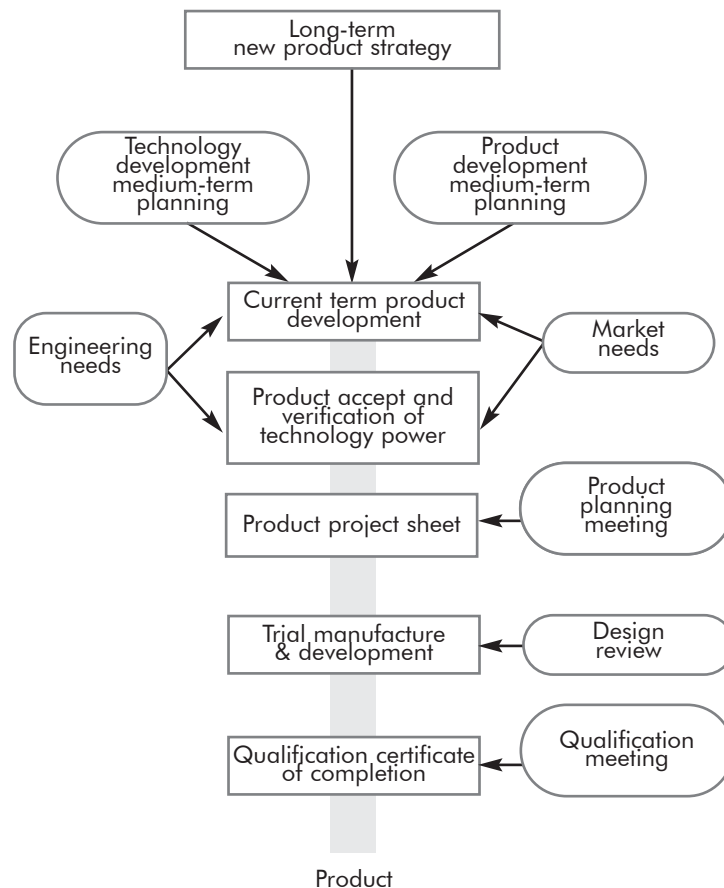 Long-term
new product strategy
Technology
development
medium-term
planning
Product
development
medium-term
planning
Current term product
development
Engineering
needs
Market
needs
Product accept and
verification of
technology power
Product
planning
meeting
Product project sheet
Trial manufacture
& development
Design
review
Qualification certificate
of completion
Qualification
meeting
Product